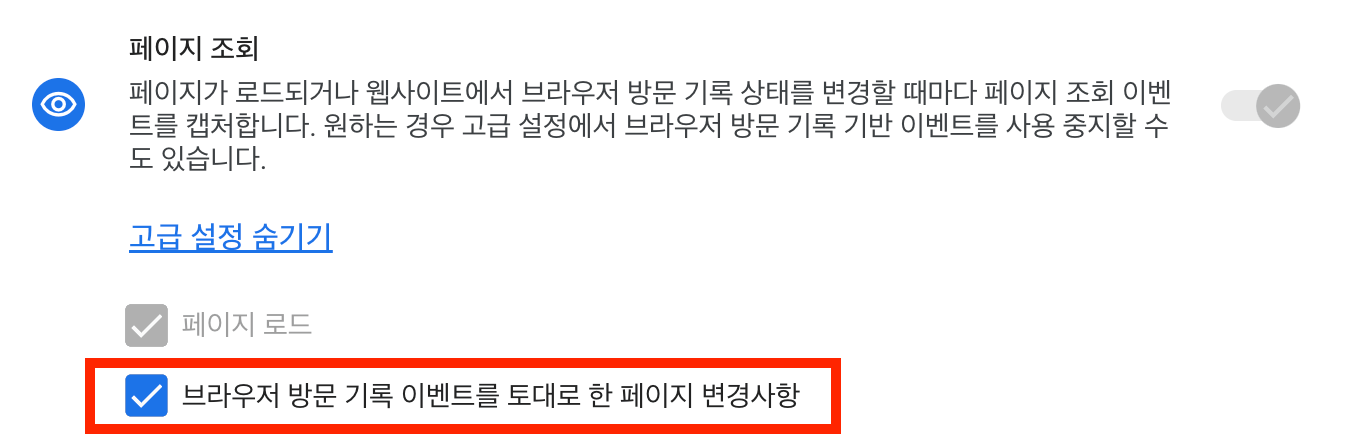 페이지 조회
페이지가 로드되거나 웹사이트에서 브라우저 방문 기록 상태를 변경할 때마다 페이지 조회 이벤
트를 캡처합니다. 원하는 경우 고급 설정에서 브라우저 방문 기록 기반 이벤트를 사용 중지할 수
도 있습니다.
고급 설정 숨기기
페이지 로드
브라우저 방문 기록 이벤트를 토대로 한 페이지 변경사항